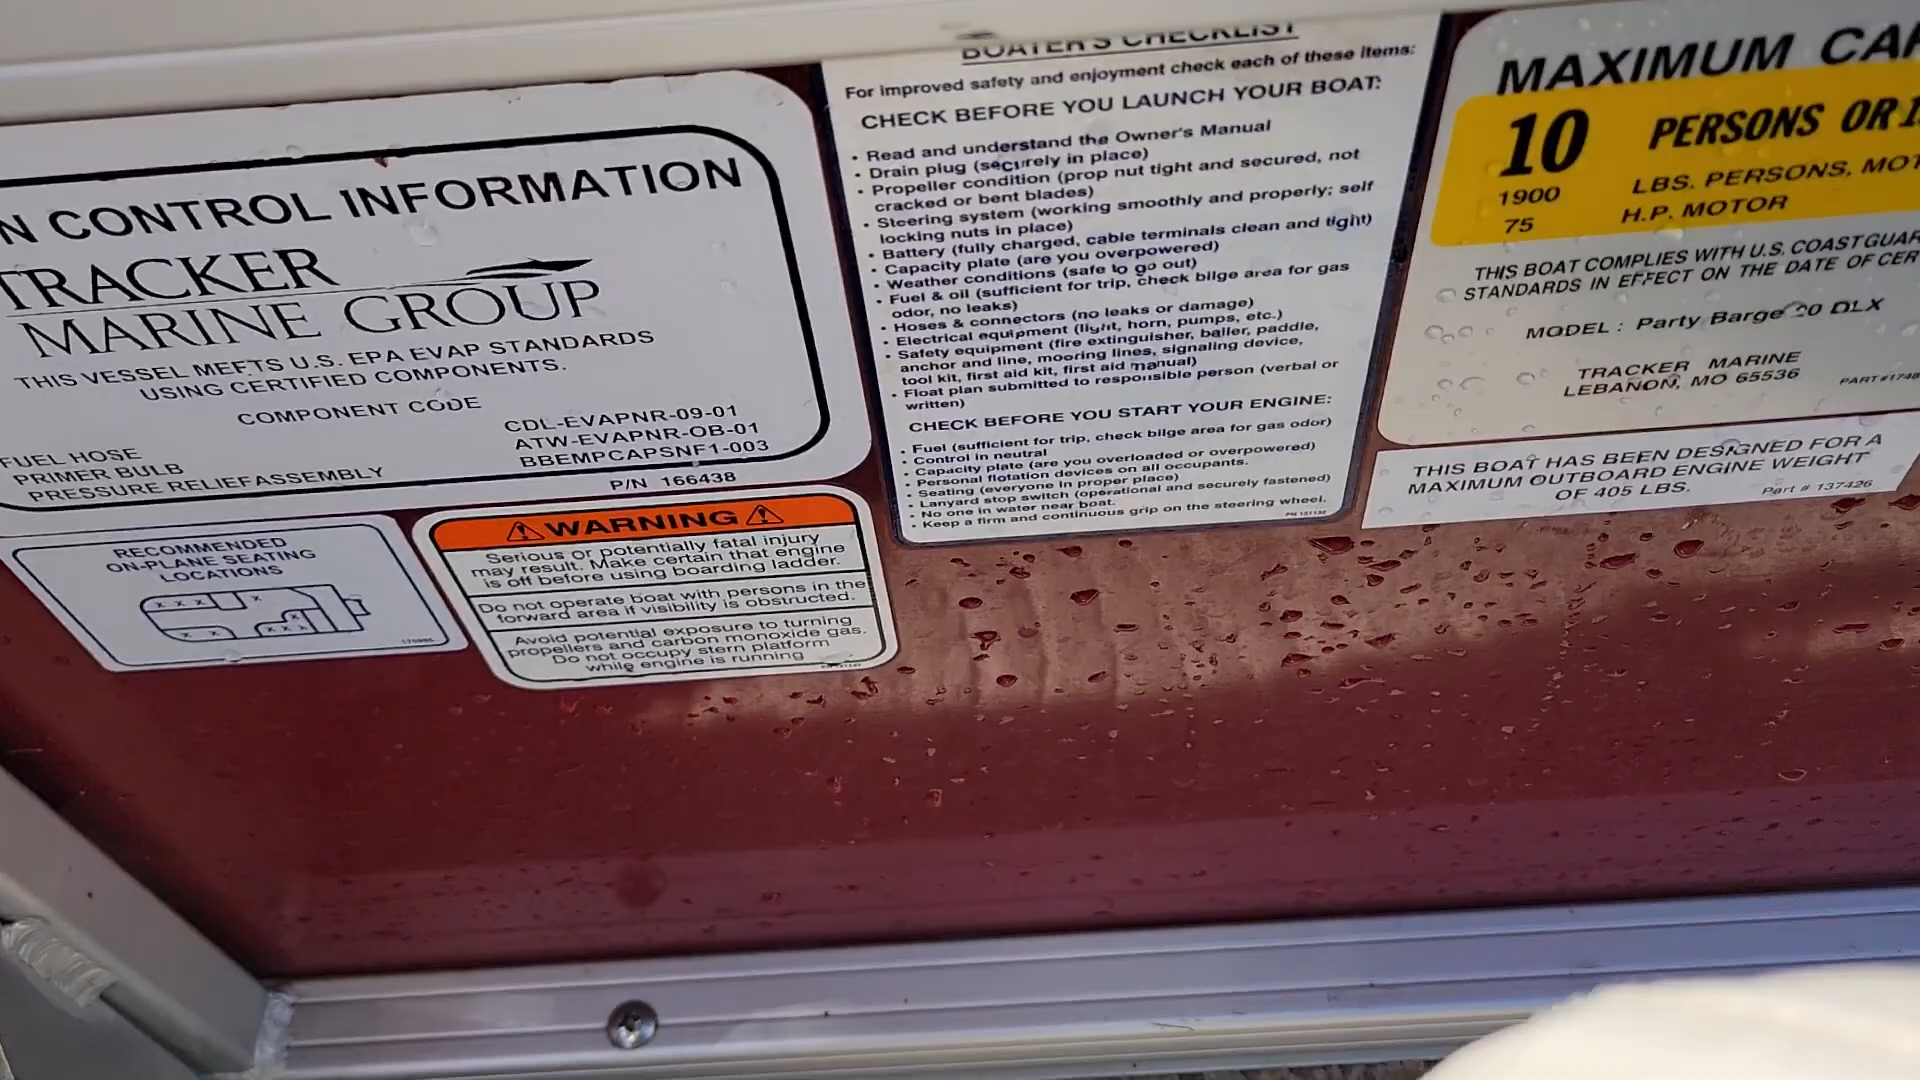 N CONTROL INFORMATION
TRACKER
MARINE GROUP
THIS VESSEL MEETS U.S. EPA EVAP STANDARDS
USING CERTIFIED COMPONENTS.
COMPONENT CODE
FUEL HOSE CDL-EVAPNR-09-01
PRIMER BULB ATW-EVAPNR-OB-01
PRESSURE RELIEF ASSEMBLY BBEMPCAPSNF1-003
P/N 166438
RECOMMENDED
ON-PLANE SEATING
LOCATIONS
WARNING
Serious or potentially fatal injury
may result. Make certain that engine
is off before using boarding ladder.
Do not operate boat with persons in the
forward area if visibility is obstructed.
Avoid potential exposure to turning
propellers and carbon monoxide gas.
Do not occupy stern platform
while engine is running
BOATER'S CHECKLIST
For improved safety and enjoyment check each of these items:
CHECK BEFORE YOU LAUNCH YOUR BOAT:
• Read and understand the Owner's Manual
• Drain plug (securely in place)
• Propeller condition (prop nut tight and secured, not
cracked or bent blades)
• Steering system (working smoothly and properly; self
locking nuts in place)
• Battery (fully charged, cable terminals clean and tight)
• Capacity plate (are you overpowered)
• Weather conditions (safe to go out)
• Fuel & oil (sufficient for trip, check bilge area for gas
odor, no leaks)
• Hoses & connectors (no leaks or damage)
• Electrical equipment (light, horn, pumps, etc.)
• Safety equipment (fire extinguisher, bailer, paddle,
anchor and line, mooring lines, signaling device,
tool kit, first aid kit, first aid manual)
• Float plan submitted to responsible person (verbal or
written)
CHECK BEFORE YOU START YOUR ENGINE:
• Fuel (sufficient for trip, check bilge area for gas odor)
• Control in neutral
• Capacity plate (are you overloaded or overpowered)
• Personal flotation devices on all occupants.
• Seating (everyone in proper place)
• Lanyard stop switch (operational and securely fastened)
• No one in water near boat.
• Keep a firm and continuous grip on the steering wheel.
MAXIMUM CA
10 PERSONS OR 1
1900 LBS. PERSONS, MOT
75 H.P. MOTOR
THIS BOAT COMPLIES WITH U.S. COAST GUAR
STANDARDS IN EFFECT ON THE DATE OF CER
MODEL : Party Barge 20 DLX
TRACKER MARINE
LEBANON, MO 65536
PART #1748
THIS BOAT HAS BEEN DESIGNED FOR A
MAXIMUM OUTBOARD ENGINE WEIGHT
OF 405 LBS.
Part # 137426